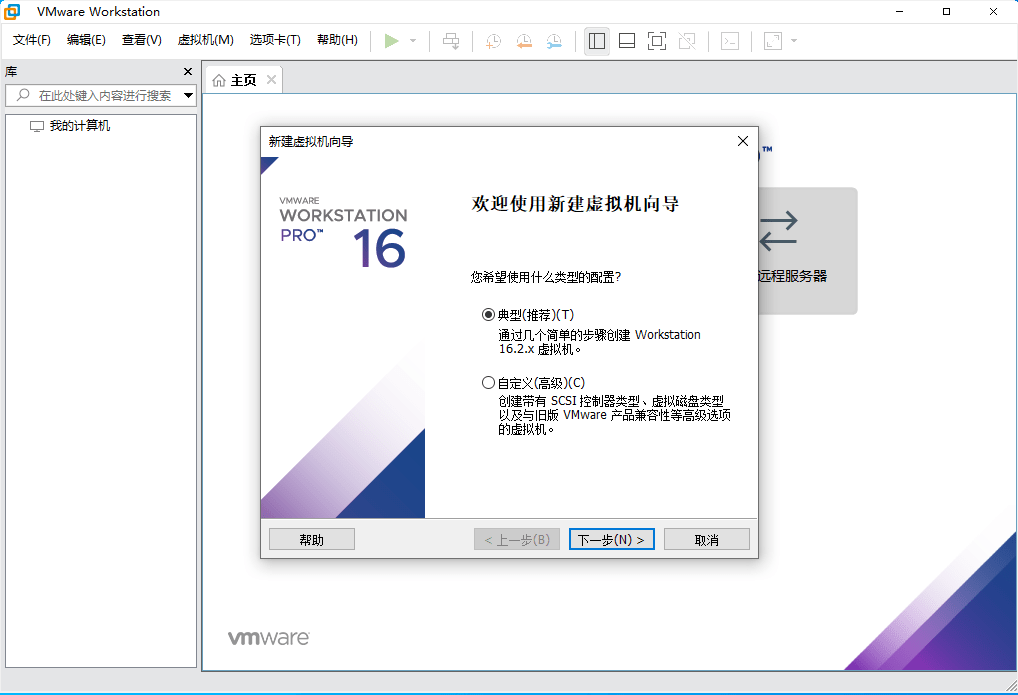 VMware Workstation
文件(F) 编辑(E) 查看(V) 虚拟机(M) 选项卡(T) 帮助(H)
库
在此处键入内容进行搜索
我的计算机
主页
新建虚拟机向导
VMWARE
WORKSTATION
PRO™ 16
欢迎使用新建虚拟机向导
您希望使用什么类型的配置?
典型(推荐)(T)
通过几个简单的步骤创建 Workstation
16.2.x 虚拟机。
自定义(高级)(C)
创建带有 SCSI 控制器类型、虚拟磁盘类型
以及与旧版 VMware 产品兼容性等高级选项
的虚拟机。
帮助
< 上一步(B)
下一步(N) >
取消
™
远程服务器
vmware